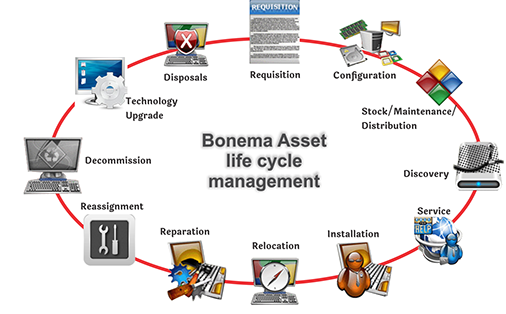 REQUISITION
Requisition
Configuration
Stock/Maintenance/
Distribution
Discovery
Service
HELP
Installation
Relocation
Reparation
Reassignment
Decommission
Technology
Upgrade
Disposals
Bonema Asset
life cycle
management